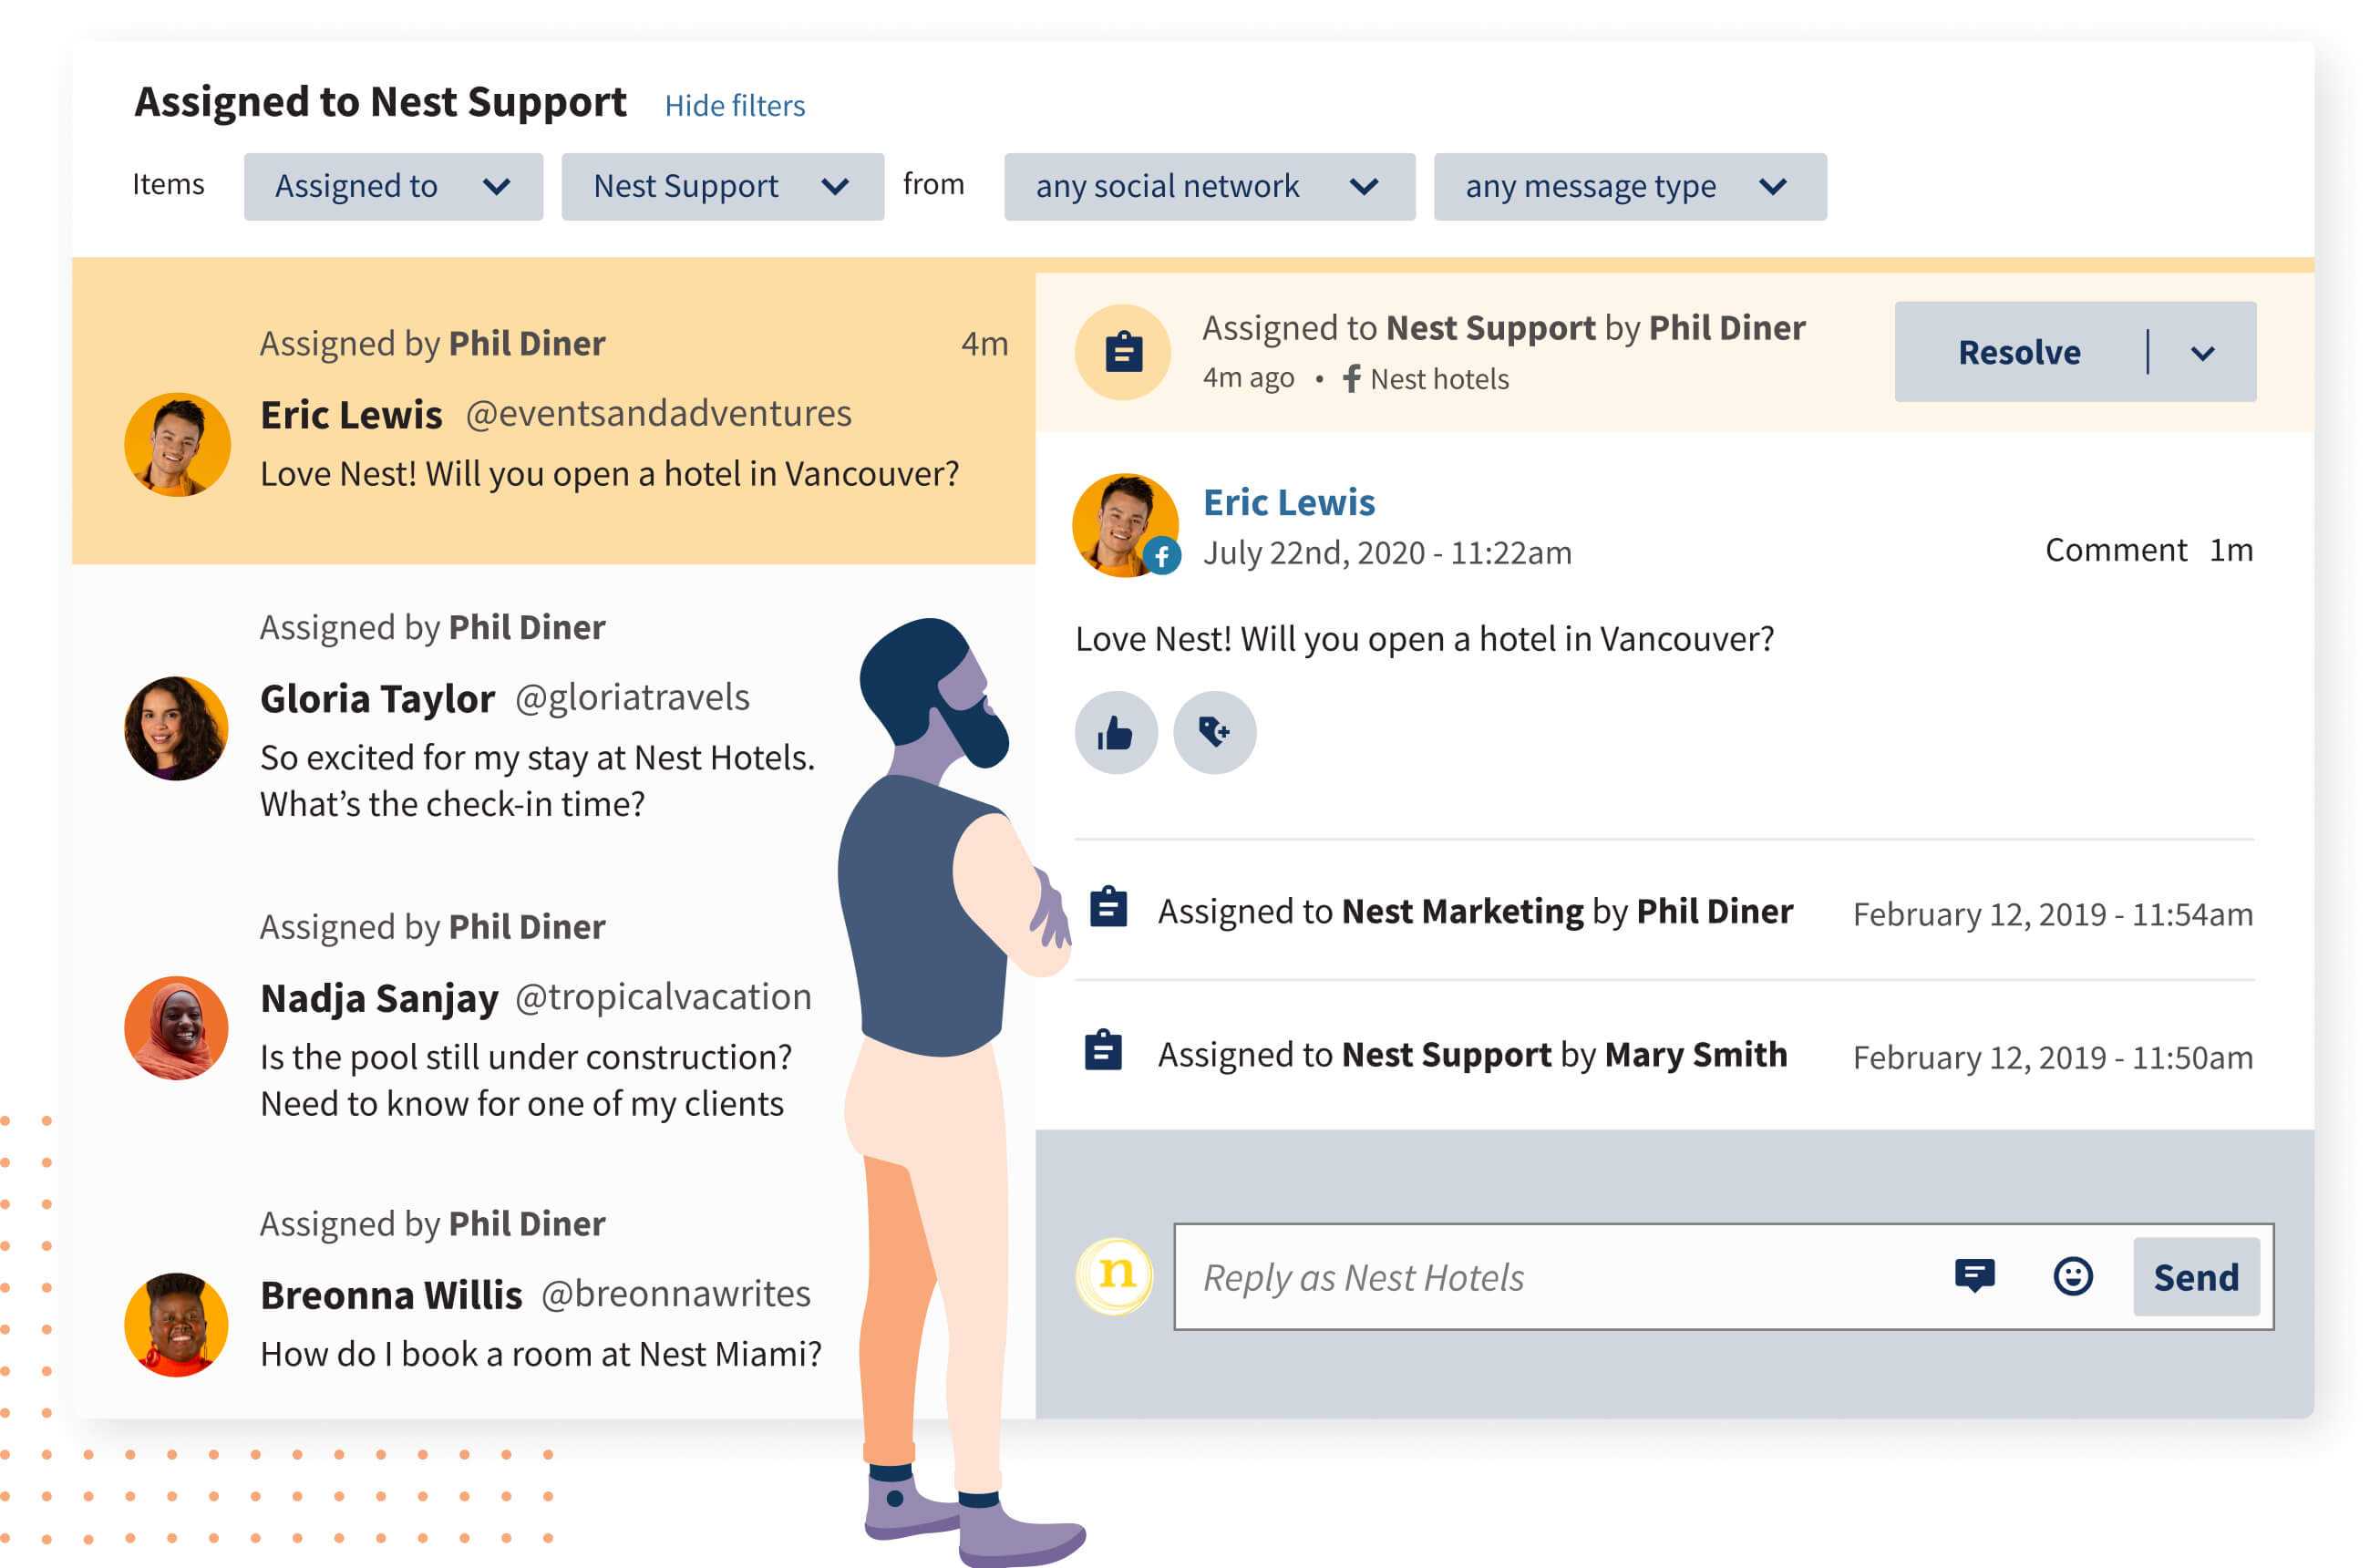 Assigned to Nest Support Hide filters
Items Assigned to Nest Support from any social network any message type
Assigned by Phil Diner 4m
Eric Lewis @eventsandadventures
Love Nest! Will you open a hotel in Vancouver?
Assigned by Phil Diner
Gloria Taylor @gloriatravels
So excited for my stay at Nest Hotels.
What’s the check-in time?
Assigned by Phil Diner
Nadja Sanjay @tropicalvacation
Is the pool still under construction?
Need to know for one of my clients
Assigned by Phil Diner
Breonna Willis @breonnawrites
How do I book a room at Nest Miami?
Assigned to Nest Support by Phil Diner
4m ago • f Nest hotels
Resolve
Eric Lewis
f
July 22nd, 2020 - 11:22am
Comment 1m
Love Nest! Will you open a hotel in Vancouver?
Assigned to Nest Marketing by Phil Diner February 12, 2019 - 11:54am
Assigned to Nest Support by Mary Smith February 12, 2019 - 11:50am
n
Reply as Nest Hotels
Send